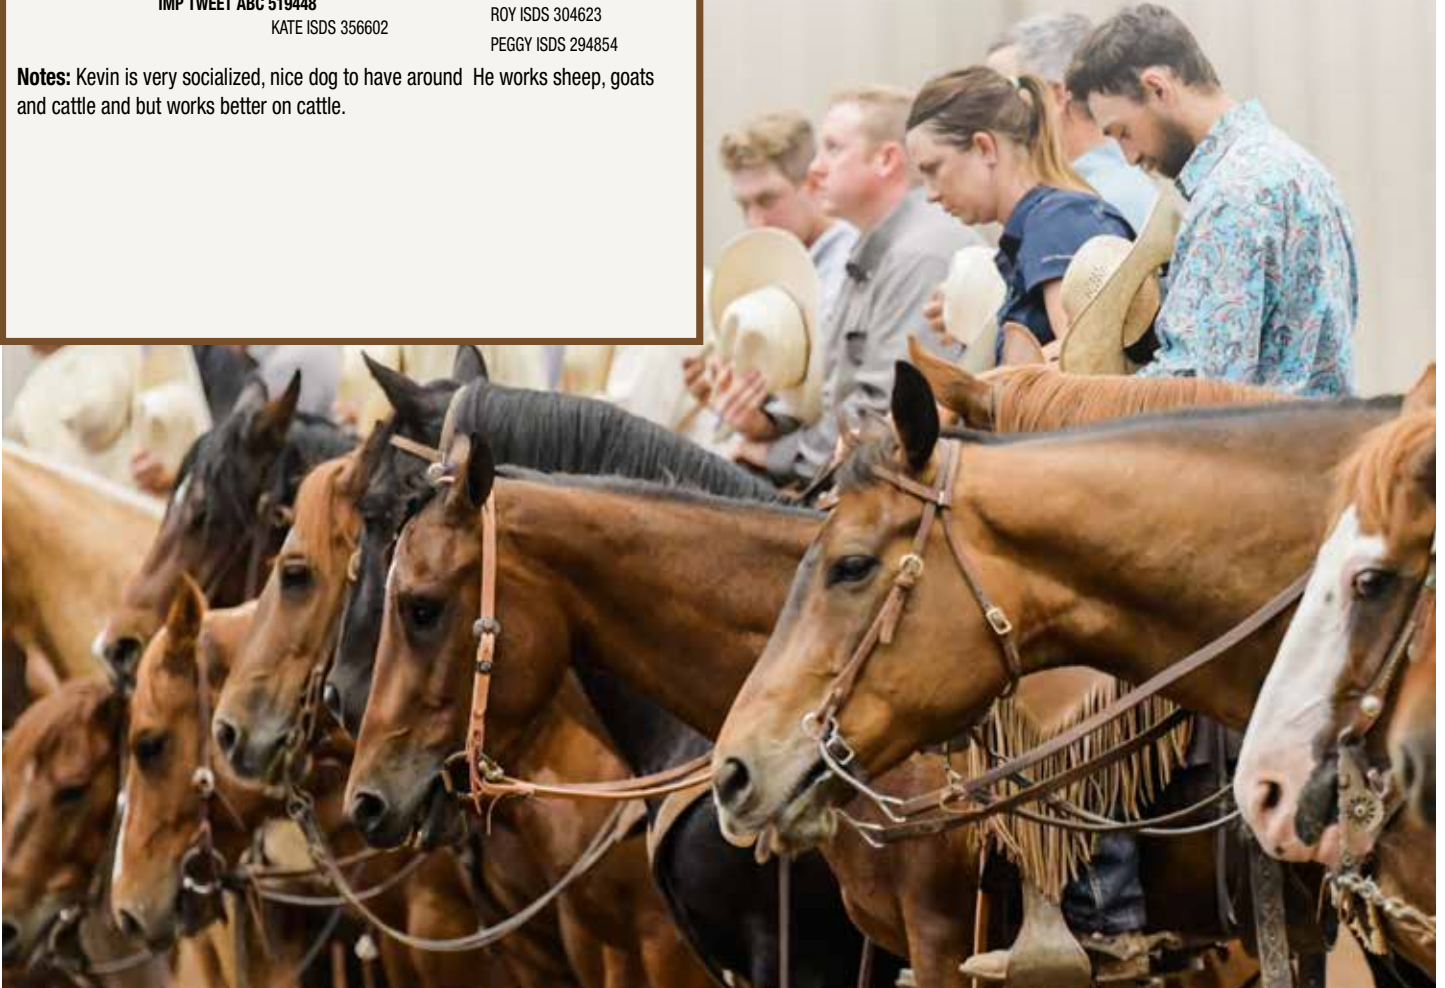 IMP TWEET ABC 519448
ROY ISDS 304623
KATE ISDS 356602
PEGGY ISDS 294854
Notes: Kevin is very socialized, nice dog to have around  He works sheep, goats
and cattle and but works better on cattle.